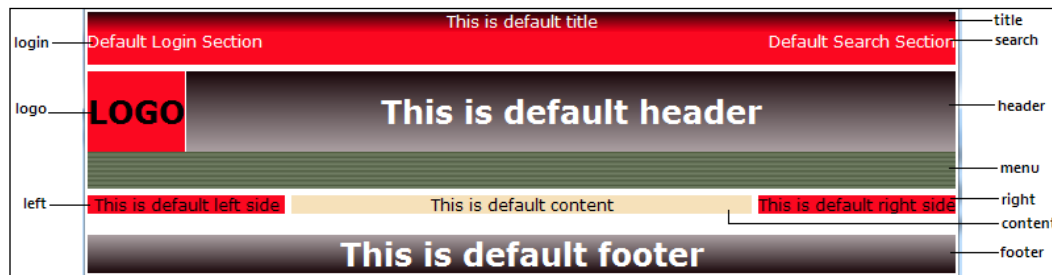 This is default title
title
login
Default Login Section
Default Search Section
search
logo
LOGO
This is default header
header
menu
left
This is default left side
This is default content
This is default right side
right
content
This is default footer
footer